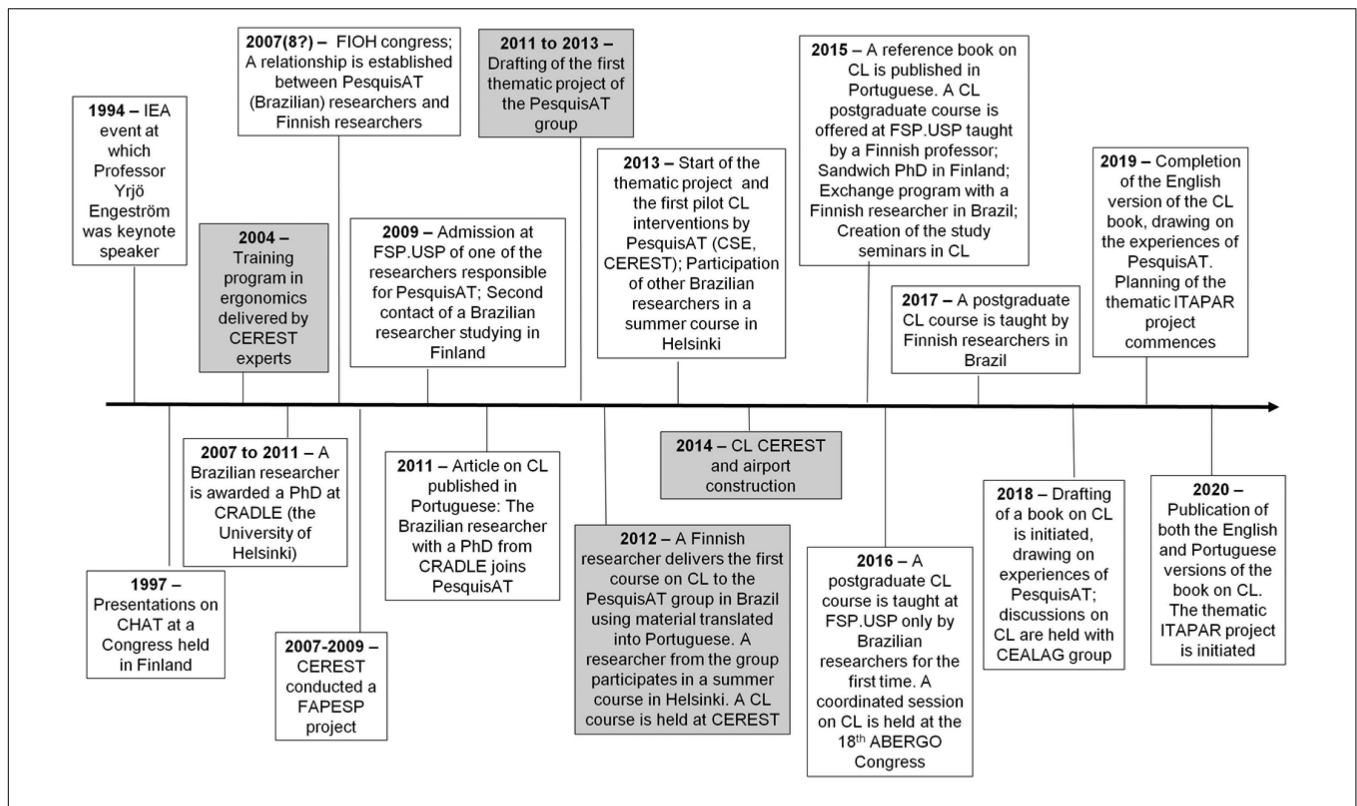 1994 – IEA
event at
which
Professor
Yrjö
Engeström
was keynote
speaker
2004 –
Training
program in
ergonomics
delivered by
CEREST
experts
2007(8?) – FIOH congress;
A relationship is established
between PesquisAT
(Brazilian) researchers and
Finnish researchers
2009 – Admission at
FSP.USP of one of the
researchers responsible
for PesquisAT; Second
contact of a Brazilian
researcher studying in
Finland
2011 to 2013 –
Drafting of the first
thematic project of
the PesquisAT
group
2013 – Start of the
thematic project and
the first pilot CL
interventions by
PesquisAT (CSE,
CEREST); Participation
of other Brazilian
researchers in a
summer course in
Helsinki
2015 – A reference book on
CL is published in
Portuguese. A CL
postgraduate course is
offered at FSP.USP taught
by a Finnish professor;
Sandwich PhD in Finland;
Exchange program with a
Finnish researcher in Brazil;
Creation of the study
seminars in CL
2017 – A postgraduate
CL course is taught by
Finnish researchers in
Brazil
2019 – Completion
of the English
version of the CL
book, drawing on
the experiences of
PesquisAT.
Planning of the
thematic ITAPAR
project
commences
1997 –
Presentations on
CHAT at a
Congress held
in Finland
2007 to 2011 – A
Brazilian researcher
is awarded a PhD at
CRADLE (the
University of
Helsinki)
2007-2009 –
CEREST
conducted a
FAPESP
project
2011 – Article on CL
published in
Portuguese: The
Brazilian researcher
with a PhD from
CRADLE joins
PesquisAT
2012 – A Finnish
researcher delivers the first
course on CL to the
PesquisAT group in Brazil
using material translated
into Portuguese. A
researcher from the group
participates in a summer
course in Helsinki. A CL
course is held at CEREST
2014 – CL CEREST
and airport
construction
2016 – A
postgraduate CL
course is taught at
FSP.USP only by
Brazilian
researchers for the
first time. A
coordinated session
on CL is held at the
18th ABERGO
Congress
2018 – Drafting
of a book on CL
is initiated,
drawing on
experiences of
PesquisAT;
discussions on
CL are held with
CEALAG group
2020 –
Publication of
both the English
and Portuguese
versions of the
book on CL.
The thematic
ITAPAR project
is initiated